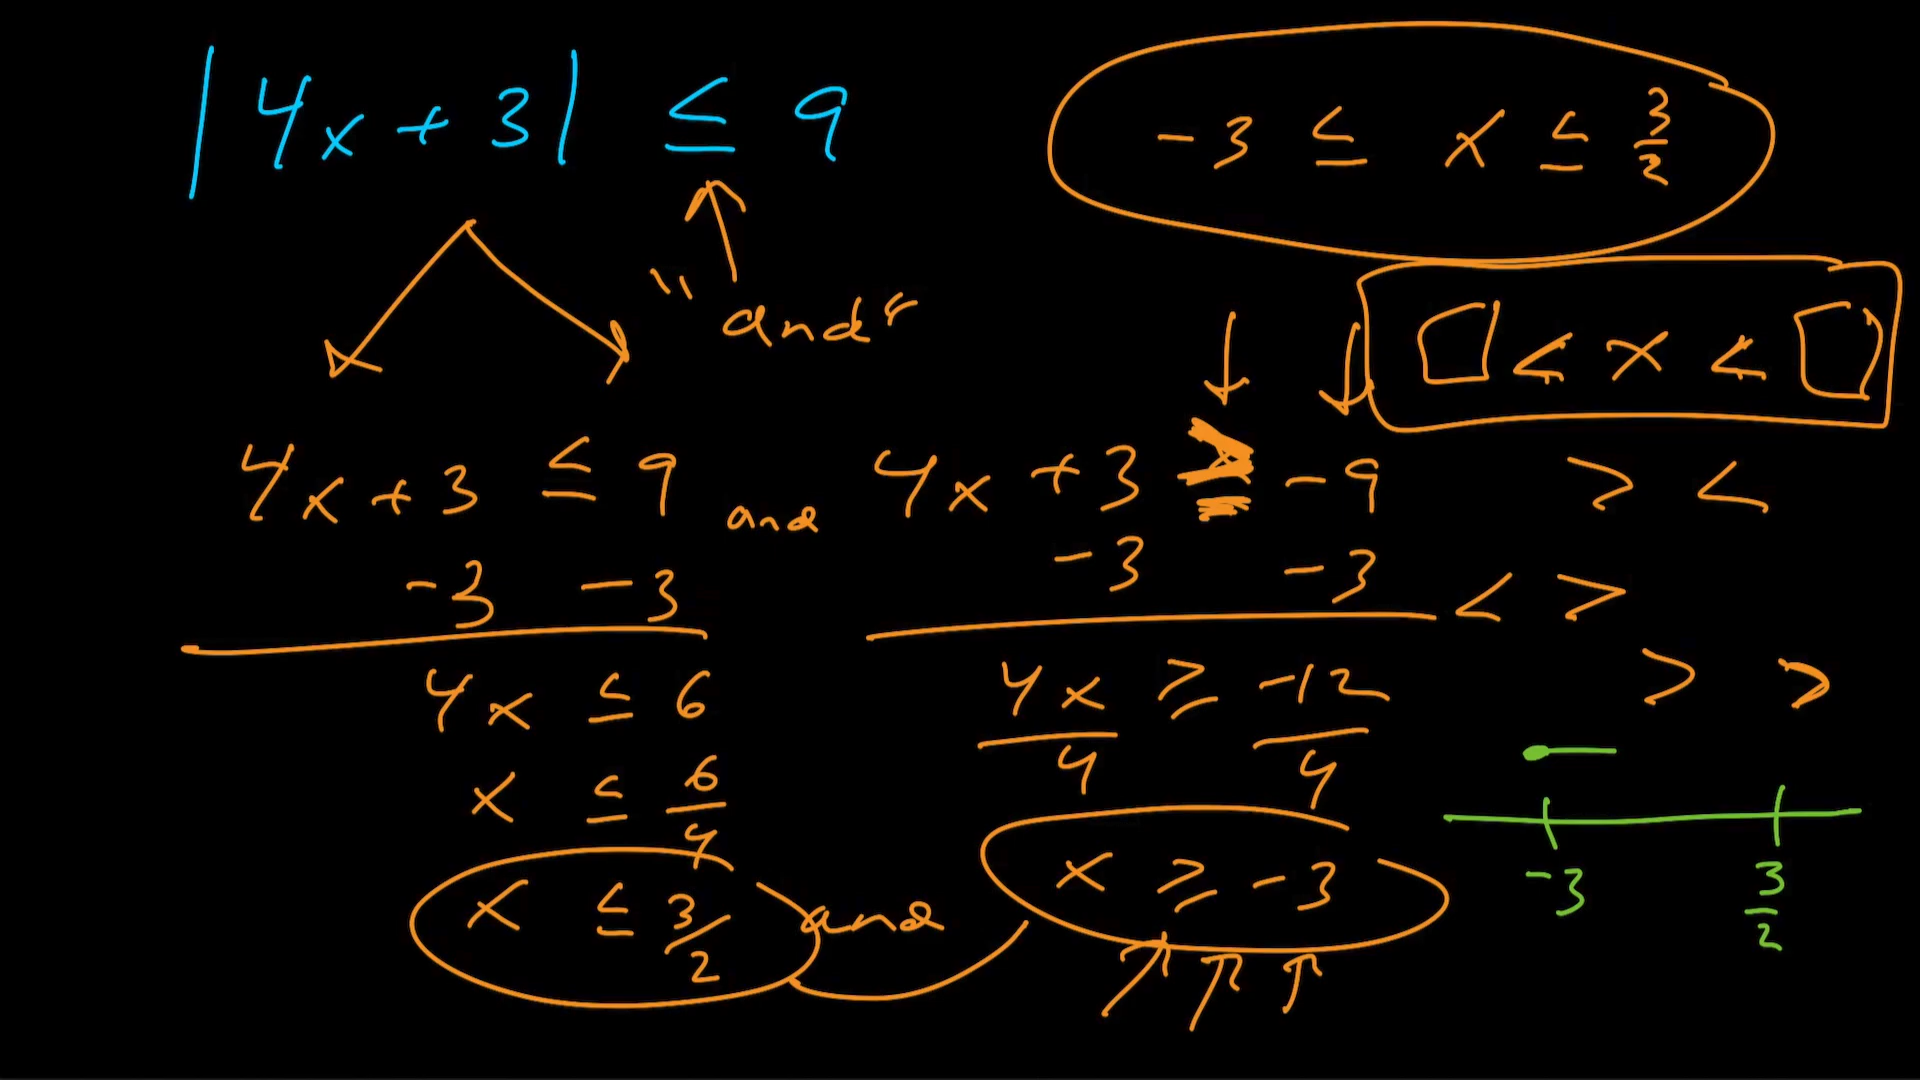 |4x + 3| ≤ 9
-3 ≤ x ≤ 3/2
"and"
□ < x < □
4x + 3 ≤ 9 and 4x + 3 ≥ -9
> <
-3 -3 -3 -3
< >
4x ≤ 6 4x/4 ≥ -12/4
> >
x ≤ 6/4
x ≤ 3/2 and x ≥ -3
-3 3/2